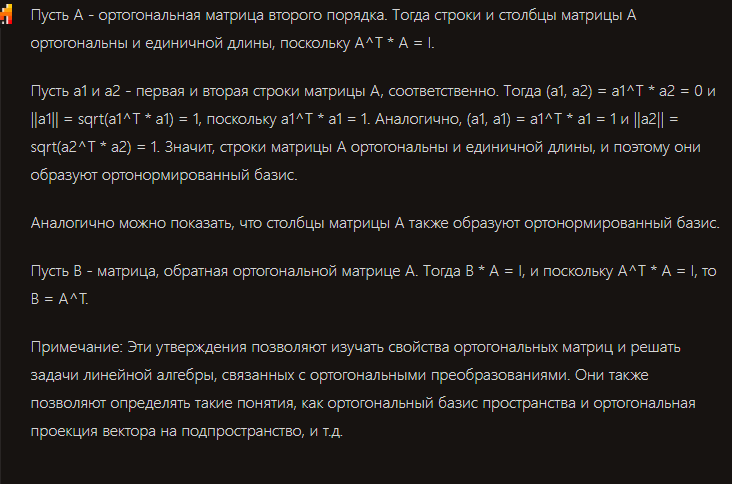 Пусть A - ортогональная матрица второго порядка. Тогда строки и столбцы матрицы A
ортогональны и единичной длины, поскольку A^T * A = I.
Пусть a1 и a2 - первая и вторая строки матрицы A, соответственно. Тогда (a1, a2) = a1^T * a2 = 0 и
||a1|| = sqrt(a1^T * a1) = 1, поскольку a1^T * a1 = 1. Аналогично, (a1, a1) = a1^T * a1 = 1 и ||a2|| =
sqrt(a2^T * a2) = 1. Значит, строки матрицы A ортогональны и единичной длины, и поэтому они
образуют ортонормированный базис.
Аналогично можно показать, что столбцы матрицы A также образуют ортонормированный базис.
Пусть B - матрица, обратная ортогональной матрице A. Тогда B * A = I, и поскольку A^T * A = I, то
B = A^T.
Примечание: Эти утверждения позволяют изучать свойства ортогональных матриц и решать
задачи линейной алгебры, связанных с ортогональными преобразованиями. Они также
позволяют определять такие понятия, как ортогональный базис пространства и ортогональная
проекция вектора на подпространство, и т.д.